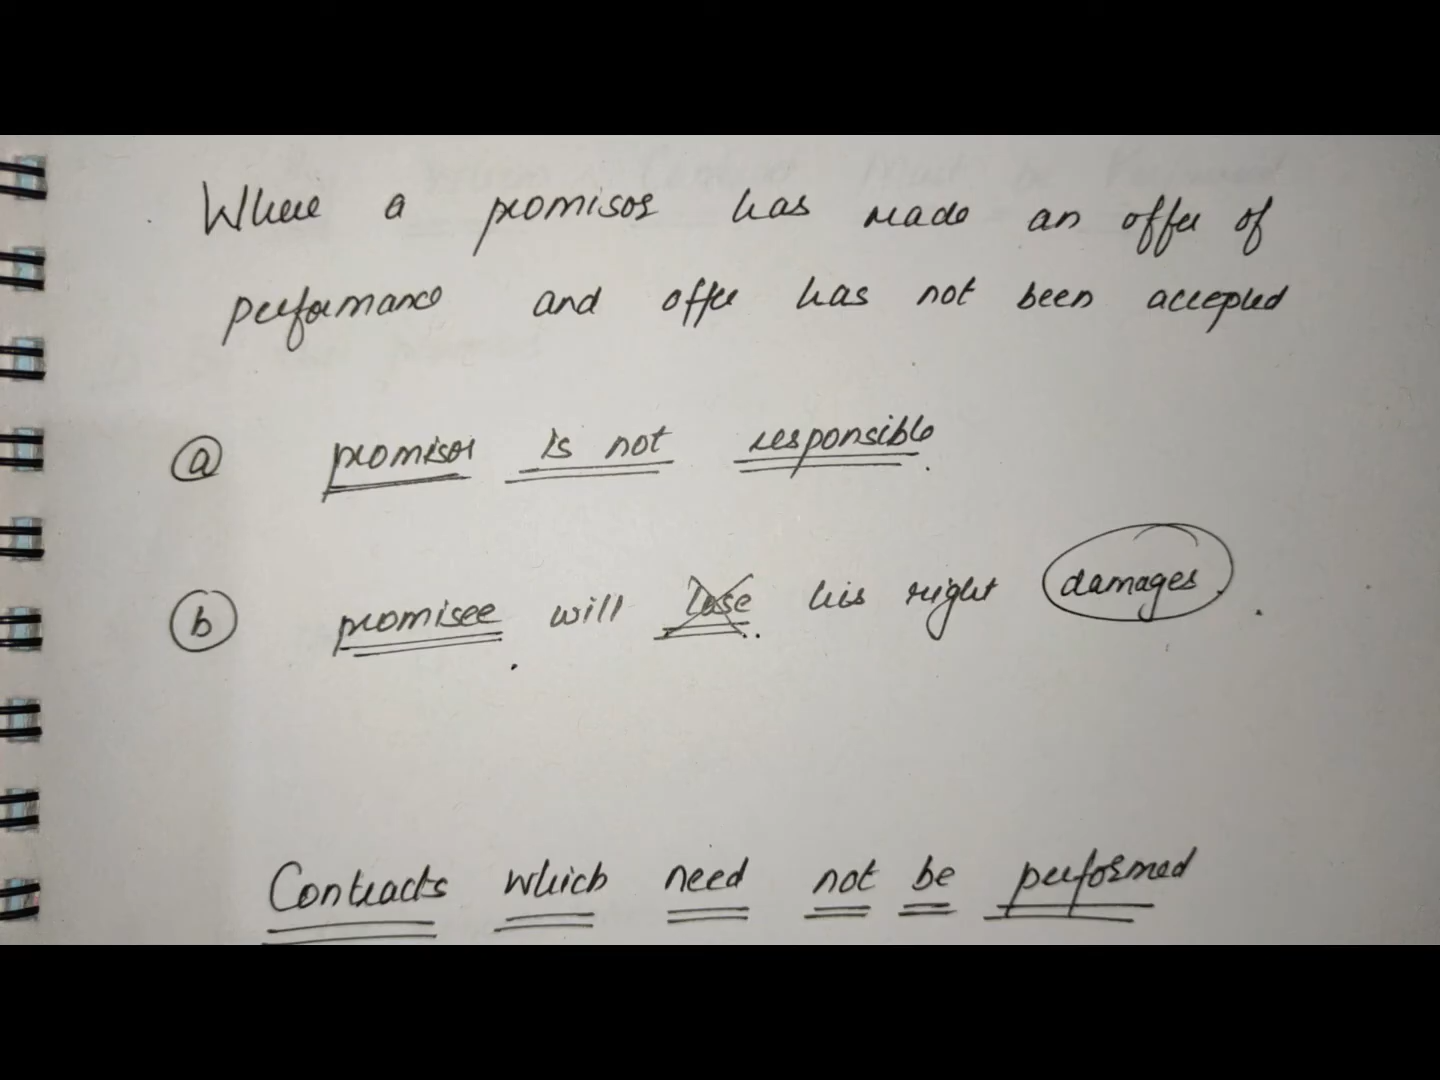 Where a promisor has made an offer of
performance and offer has not been accepted
(a) promisor is not responsible.
(b) promisee will lose his right damages.
Contracts which need not be performed